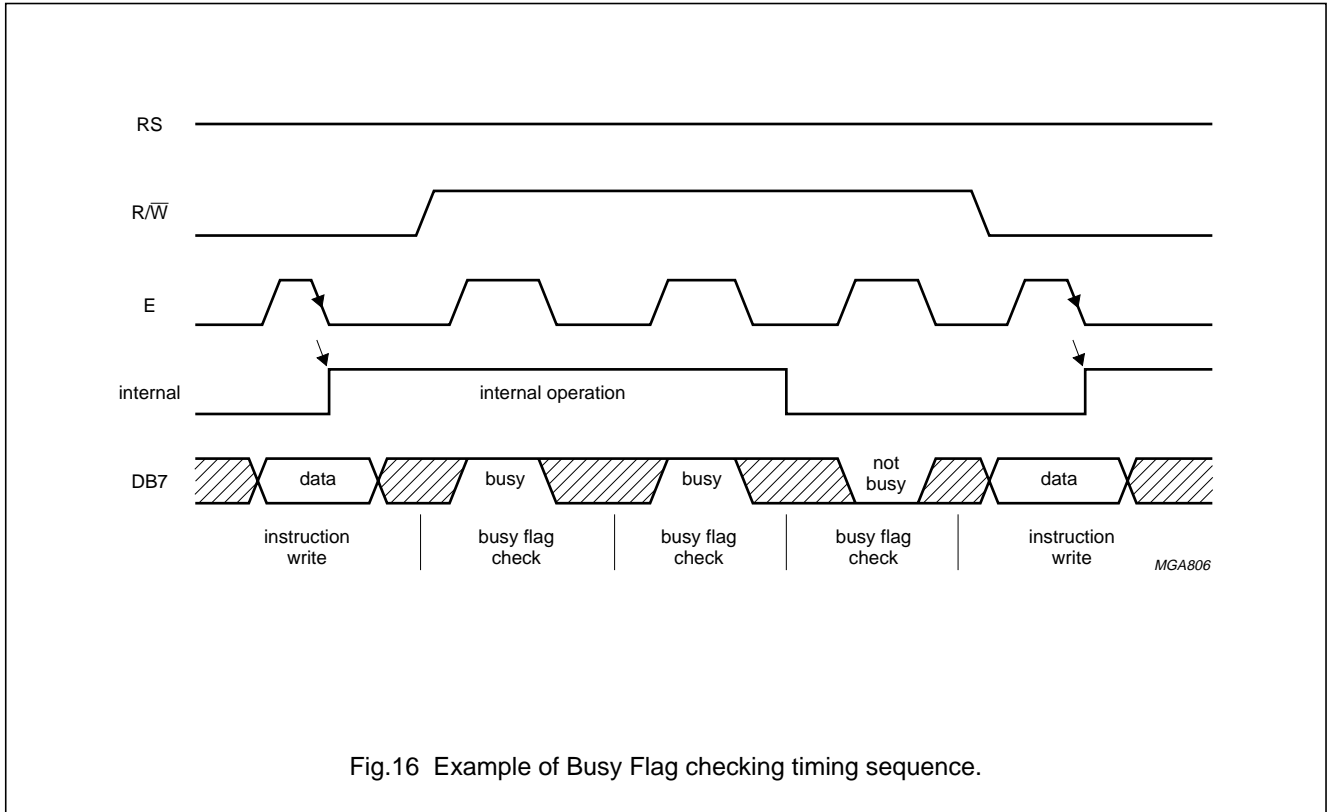 RS
R/W̅
E
internal
internal operation
DB7
data
busy
busy
not
busy
data
instruction
write
busy flag
check
busy flag
check
busy flag
check
instruction
write
MGA806
Fig.16 Example of Busy Flag checking timing sequence.